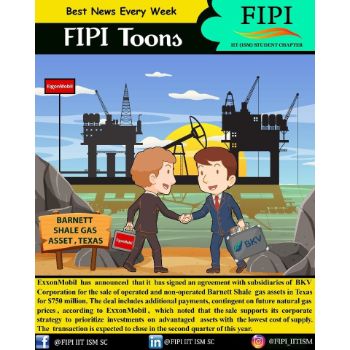 Best News Every Week
FIPI Toons
FIPI
IIT (ISM) STUDENT CHAPTER
ExxonMobil
BARNETT
SHALE GAS
ASSET , TEXAS
ExxonMobil
BKV
ExxonMobil has announced that it has signed an agreement with subsidiaries of BKV
Corporation for the sale of operated and non-operated Barnett Shale gas assets in Texas
for $750 million. The deal includes additional payments, contingent on future natural gas
prices, according to ExxonMobil , which noted that the sale supports its corporate
strategy to prioritize investments on advantaged assets with the lowest cost of supply.
The transaction is expected to close in the second quarter of this year.
@FIPI IIT ISM SC
@FIPI IIT ISM SC
@FIPI_IITISM